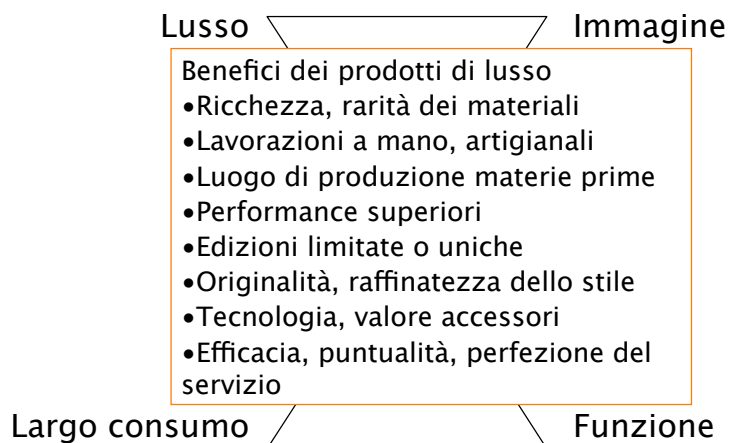 Lusso Immagine
Benefici dei prodotti di lusso
•Ricchezza, rarità dei materiali
•Lavorazioni a mano, artigianali
•Luogo di produzione materie prime
•Performance superiori
•Edizioni limitate o uniche
•Originalità, raffinatezza dello stile
•Tecnologia, valore accessori
•Efficacia, puntualità, perfezione del
servizio
Largo consumo Funzione